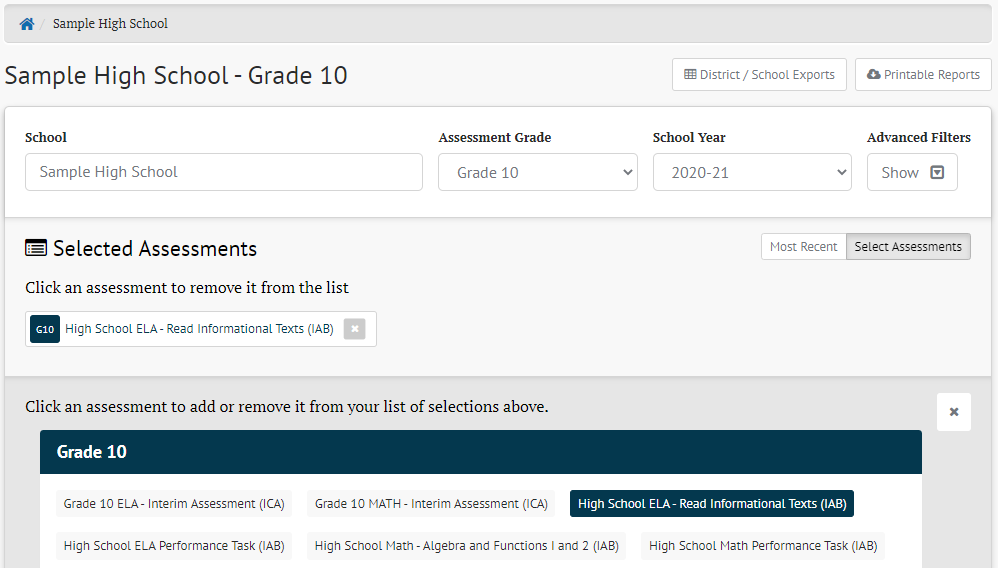 / Sample High School
Sample High School - Grade 10
District / School Exports
Printable Reports
School
Assessment Grade
School Year
Advanced Filters
Sample High School
Grade 10
2020-21
Show
Selected Assessments
Most Recent
Select Assessments
Click an assessment to remove it from the list
G10 High School ELA - Read Informational Texts (IAB)
Click an assessment to add or remove it from your list of selections above.
Grade 10
Grade 10 ELA - Interim Assessment (ICA)
Grade 10 MATH - Interim Assessment (ICA)
High School ELA - Read Informational Texts (IAB)
High School ELA Performance Task (IAB)
High School Math - Algebra and Functions I and 2 (IAB)
High School Math Performance Task (IAB)